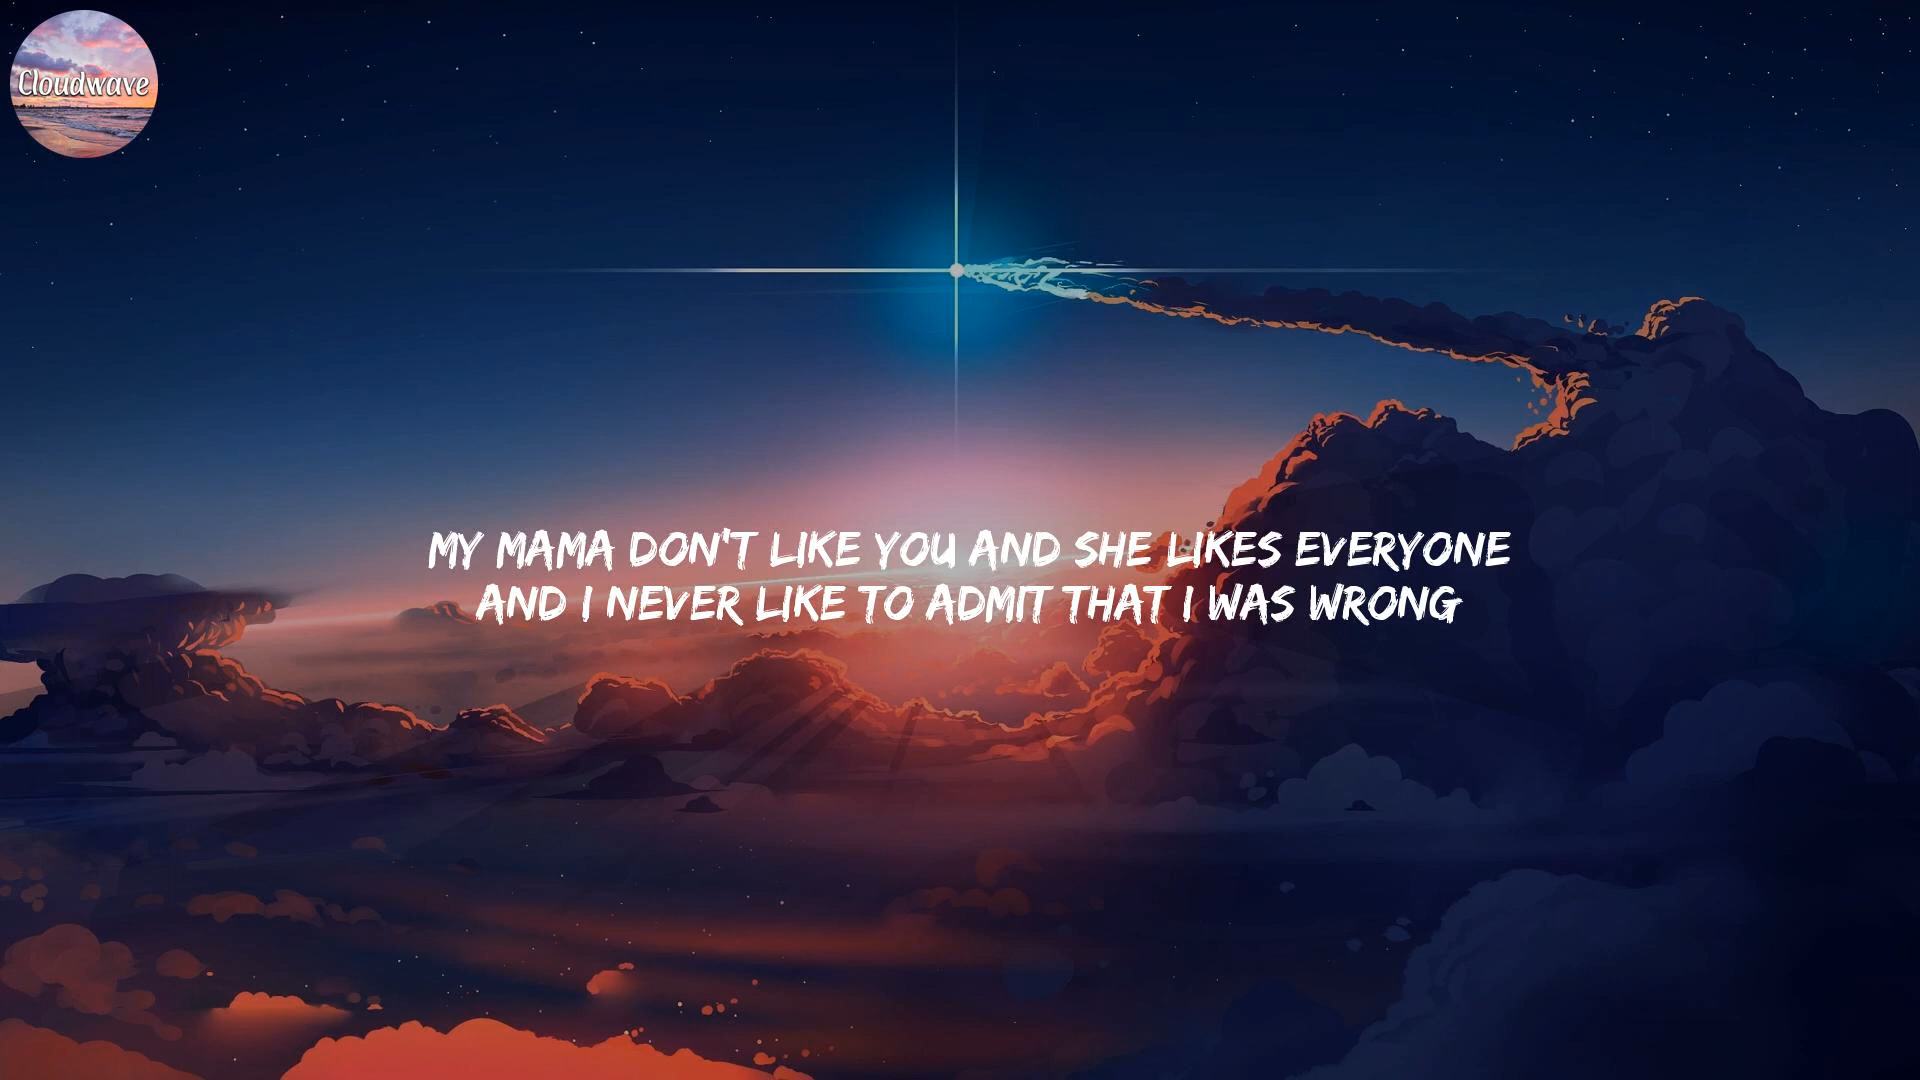 Cloudwave
MY MAMA DON'T LIKE YOU AND SHE LIKES EVERYONE
AND I NEVER LIKE TO ADMIT THAT I WAS WRONG